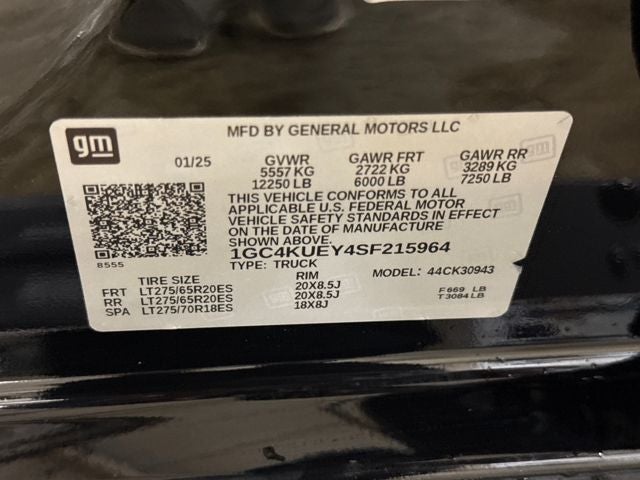 gm
MFD BY GENERAL MOTORS LLC
01/25 GVWR GAWR FRT GAWR RR
5557 KG 2722 KG 3289 KG
12250 LB 6000 LB 7250 LB
THIS VEHICLE CONFORMS TO ALL
APPLICABLE U.S. FEDERAL MOTOR
VEHICLE SAFETY STANDARDS IN EFFECT
ON THE DATE OF MANUFACTURE
SHOWN ABOVE.
1GC4KUEY4SF215964
8555
TYPE: TRUCK MODEL: 44CK30943
TIRE SIZE RIM
FRT LT275/65R20ES 20X8.5J F 669 LB
RR LT275/65R20ES 20X8.5J T 3084 LB
SPA LT275/70R18ES 18X8J